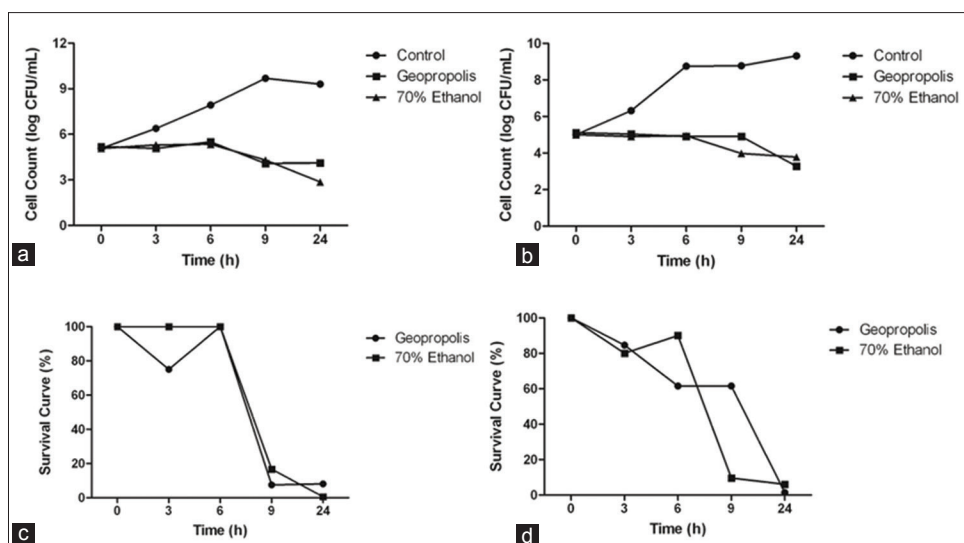 12
9
6
3
0
Cell Count (log CFU/mL)
0 3 6 9 24
Time (h)
Control
Geopropolis
70% Ethanol
a
10
8
6
4
2
0
Cell Count (log CFU/mL)
0 3 6 9 24
Time (h)
Control
Geopropolis
70% Ethanol
b
100
80
60
40
20
0
Survival Curve (%)
0 3 6 9 24
Time (h)
Geopropolis
70% Ethanol
c
100
80
60
40
20
0
Survival Curve (%)
0 3 6 9 24
Time (h)
Geopropolis
70% Ethanol
d